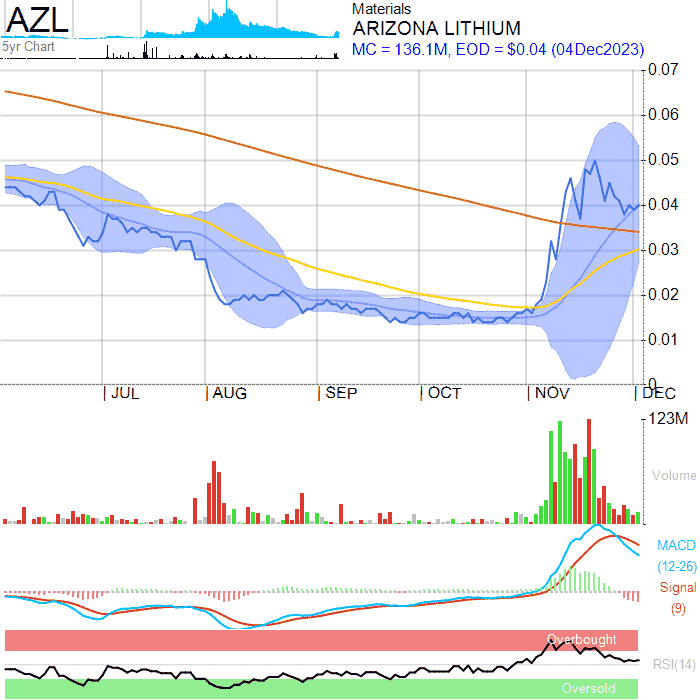 AZL
5yr Chart
Materials
ARIZONA LITHIUM
MC = 136.1M, EOD = $0.04 (04Dec2023)
0.07
0.06
0.05
0.04
0.03
0.02
0.01
0
JUL AUG SEP OCT NOV DEC
123M
Volume
MACD
(12-26)
Signal
(9)
Overbought
RSI(14)
Oversold